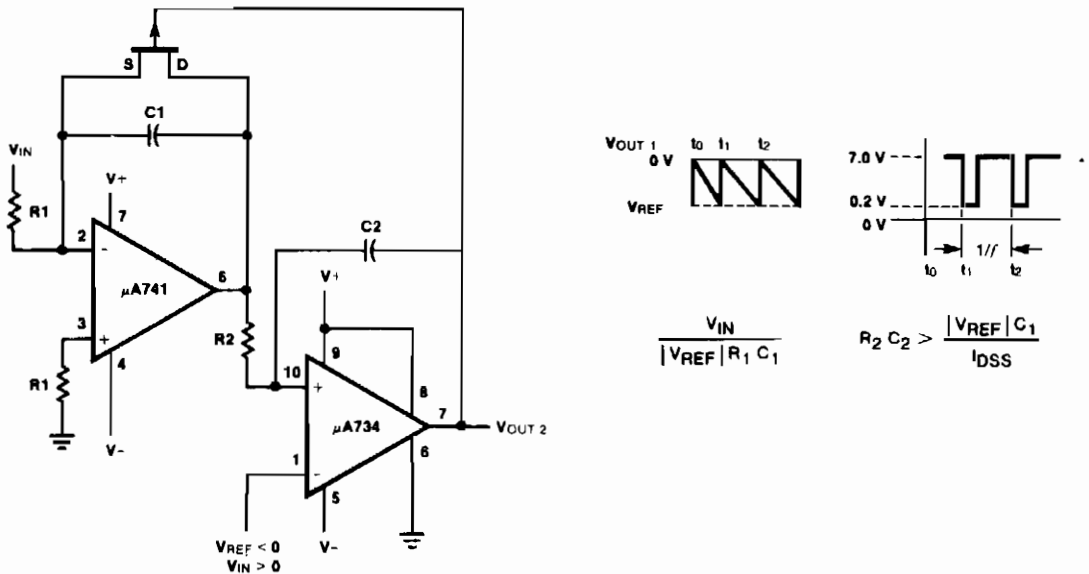 S D
C1
VIN
V+
R1
7
2
-
μA741
6
3
+
4
R1
V-
C2
V+
R2
9
10
+
8
μA734
7
VOUT 2
1
-
6
5
VREF < 0
VIN > 0
V-
VOUT 1 t0 t1 t2
0 V
VREF
7.0 V
0.2 V
0 V
1/f
t0 t1 t2
VIN
|VREF| R1 C1
R2 C2 > |VREF| C1
IDSS